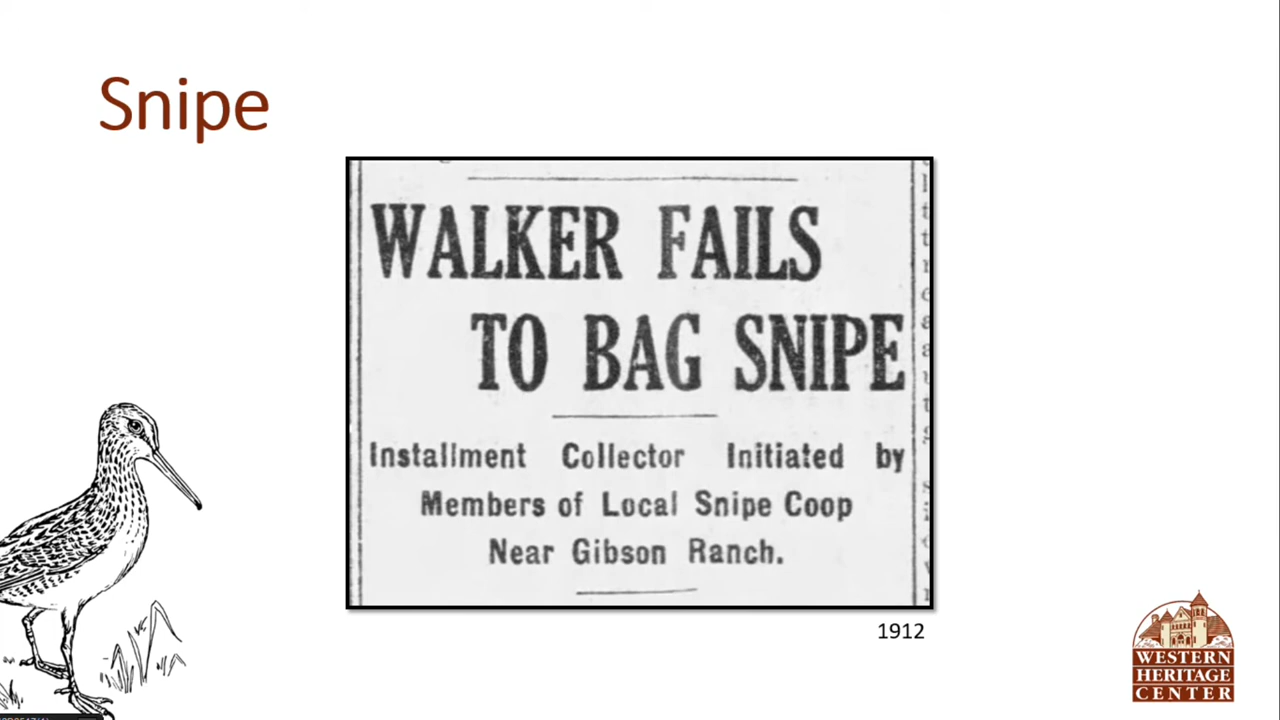 Snipe
WALKER FAILS
TO BAG SNIPE
Installment Collector Initiated by
Members of Local Snipe Coop
Near Gibson Ranch.
1912
WESTERN
HERITAGE
CENTER